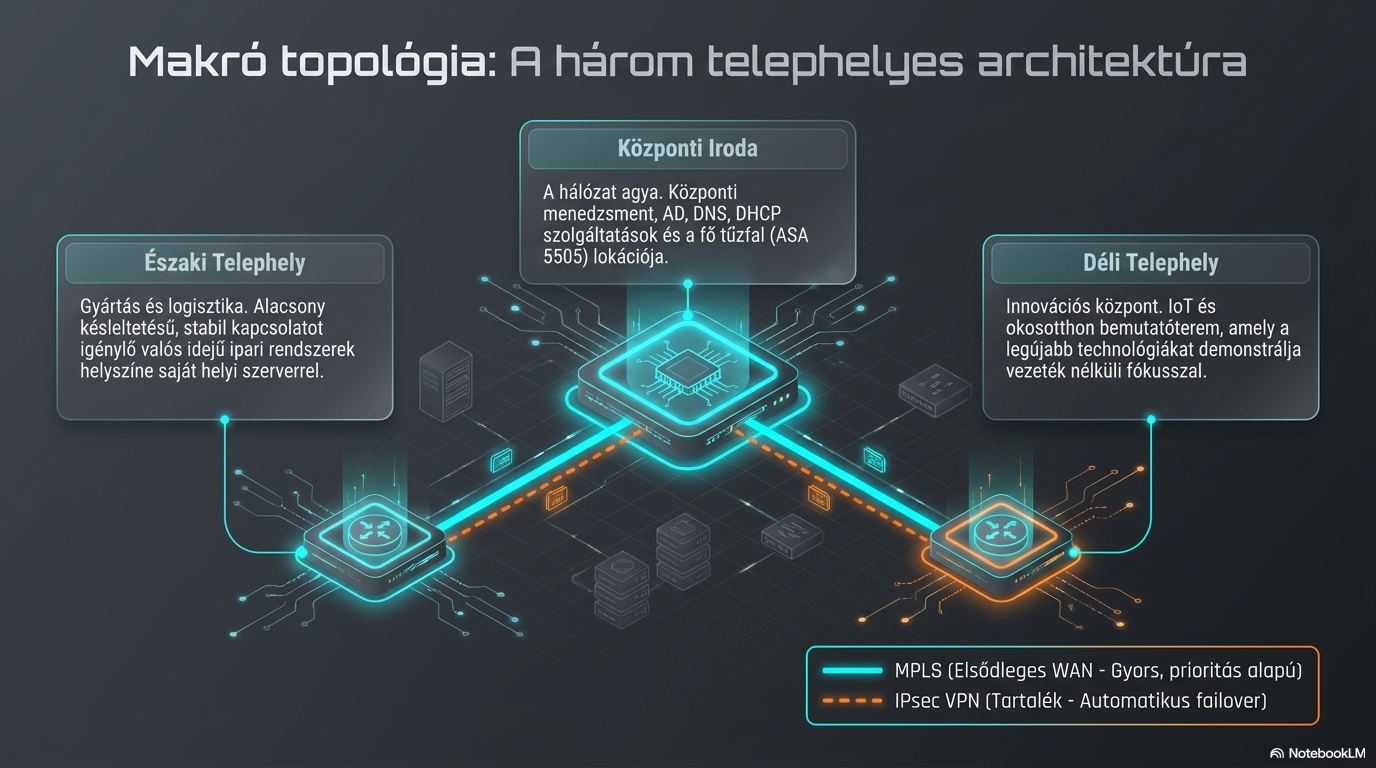 Makró topológia: A három telephelyes architektúra
Központi Iroda
A hálózat agya. Központi
menedzsment, AD, DNS, DHCP
szolgáltatások és a fő tűzfal (ASA
5505) lokációja.
Északi Telephely
Gyártás és logisztika. Alacsony
késleltetésű, stabil kapcsolatot
igénylő valós idejű ipari rendszerek
helyszíne saját helyi szerverrel.
Déli Telephely
Innovációs központ. IoT és
okosotthon bemutatóterem, amely a
legújabb technológiákat demonstrálja
vezeték nélküli fókusszal.
MPLS (Elsődleges WAN - Gyors, prioritás alapú)
IPsec VPN (Tartalék - Automatikus failover)
NotebookLM